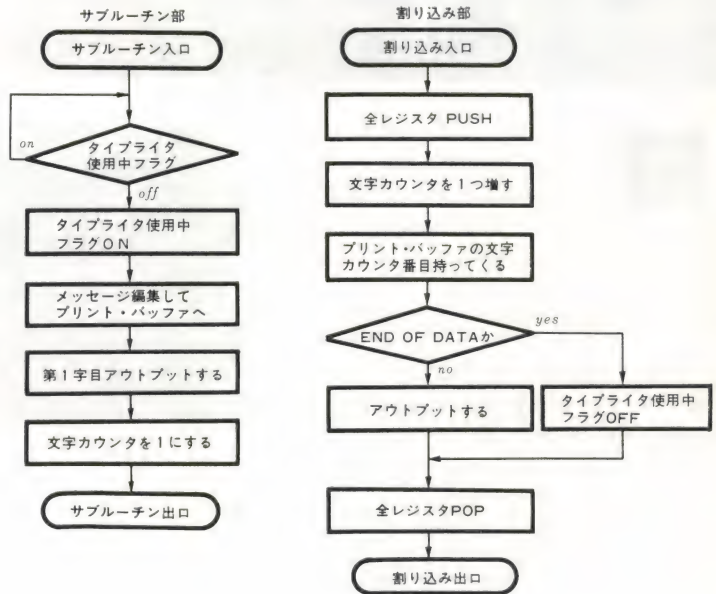 サブルーチン部
サブルーチン入口
on
タイプライタ
使用中フラグ
off
タイプライタ使用中
フラグON
メッセージ編集して
プリント・バッファへ
第1字目アウトプットする
文字カウンタを1にする
サブルーチン出口
割り込み部
割り込み入口
全レジスタ PUSH
文字カウンタを1つ増す
プリント・バッファの文字
カウンタ番目持ってくる
END OF DATAか
yes
no
アウトプットする
タイプライタ使用中
フラグOFF
全レジスタPOP
割り込み出口